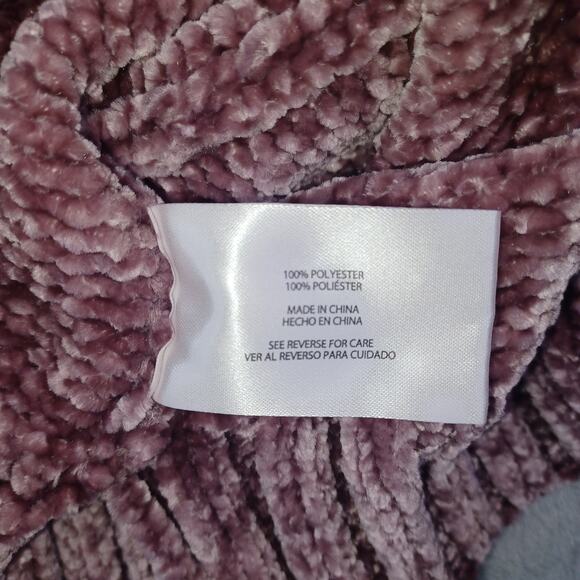 100% POLYESTER
100% POLIÉSTER
MADE IN CHINA
HECHO EN CHINA
SEE REVERSE FOR CARE
VER AL REVERSO PARA CUIDADO